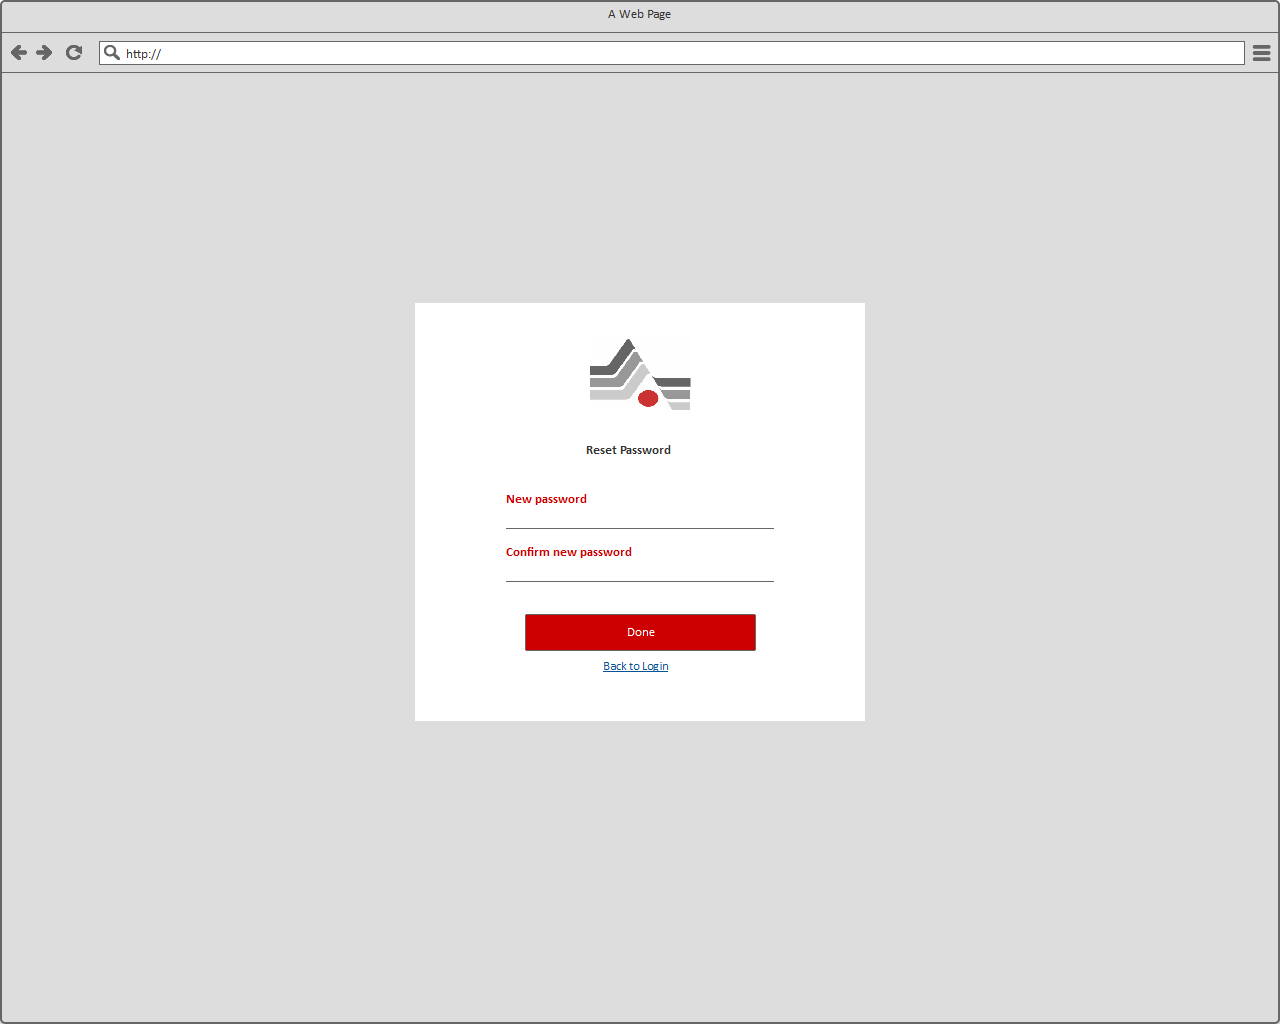 A Web Page
http://
Reset Password
New password
Confirm new password
Done
Back to Login